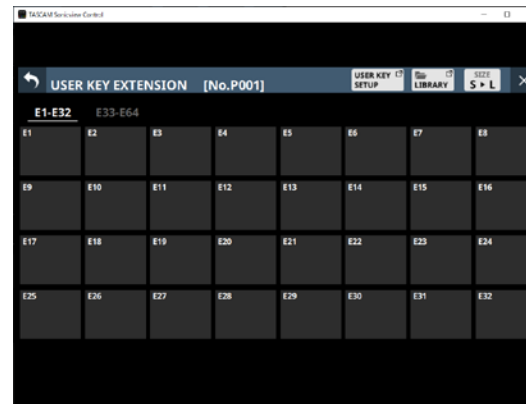 TASCAM Sonicview Control
USER KEY EXTENSION [No.P001]
USER KEY SETUP
LIBRARY
SIZE S ▸ L
E1-E32 E33-E64
E1 E2 E3 E4 E5 E6 E7 E8
E9 E10 E11 E12 E13 E14 E15 E16
E17 E18 E19 E20 E21 E22 E23 E24
E25 E26 E27 E28 E29 E30 E31 E32